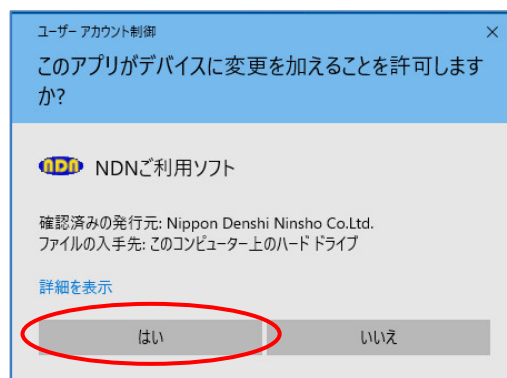 ユーザー アカウント制御
このアプリがデバイスに変更を加えることを許可します
か?
NDN NDNご利用ソフト
確認済みの発行元: Nippon Denshi Ninsho Co.Ltd.
ファイルの入手先: このコンピューター上のハード ドライブ
詳細を表示
はい いいえ